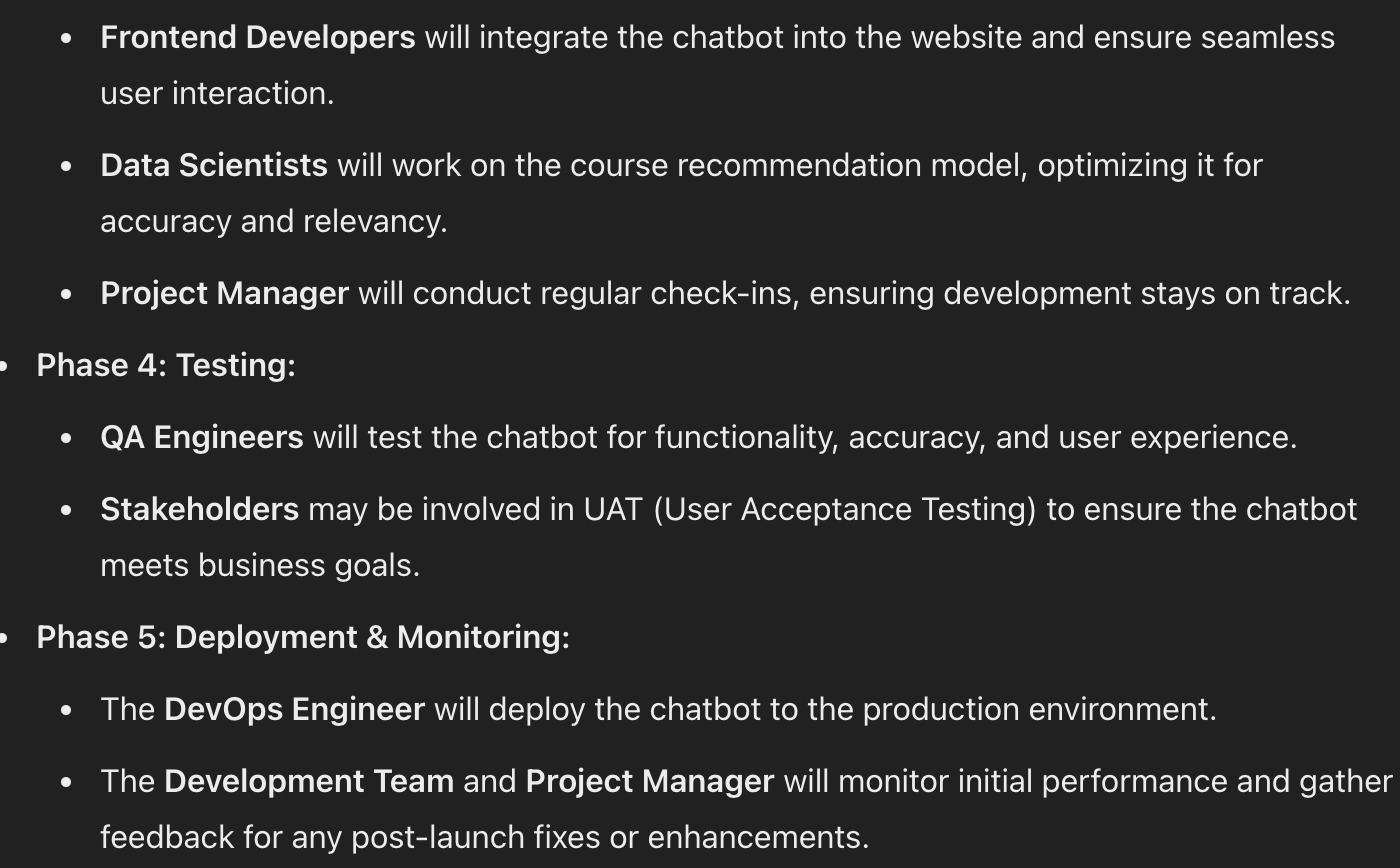 • Frontend Developers will integrate the chatbot into the website and ensure seamless
user interaction.
• Data Scientists will work on the course recommendation model, optimizing it for
accuracy and relevancy.
• Project Manager will conduct regular check-ins, ensuring development stays on track.
• Phase 4: Testing:
• QA Engineers will test the chatbot for functionality, accuracy, and user experience.
• Stakeholders may be involved in UAT (User Acceptance Testing) to ensure the chatbot
meets business goals.
• Phase 5: Deployment & Monitoring:
• The DevOps Engineer will deploy the chatbot to the production environment.
• The Development Team and Project Manager will monitor initial performance and gather
feedback for any post-launch fixes or enhancements.